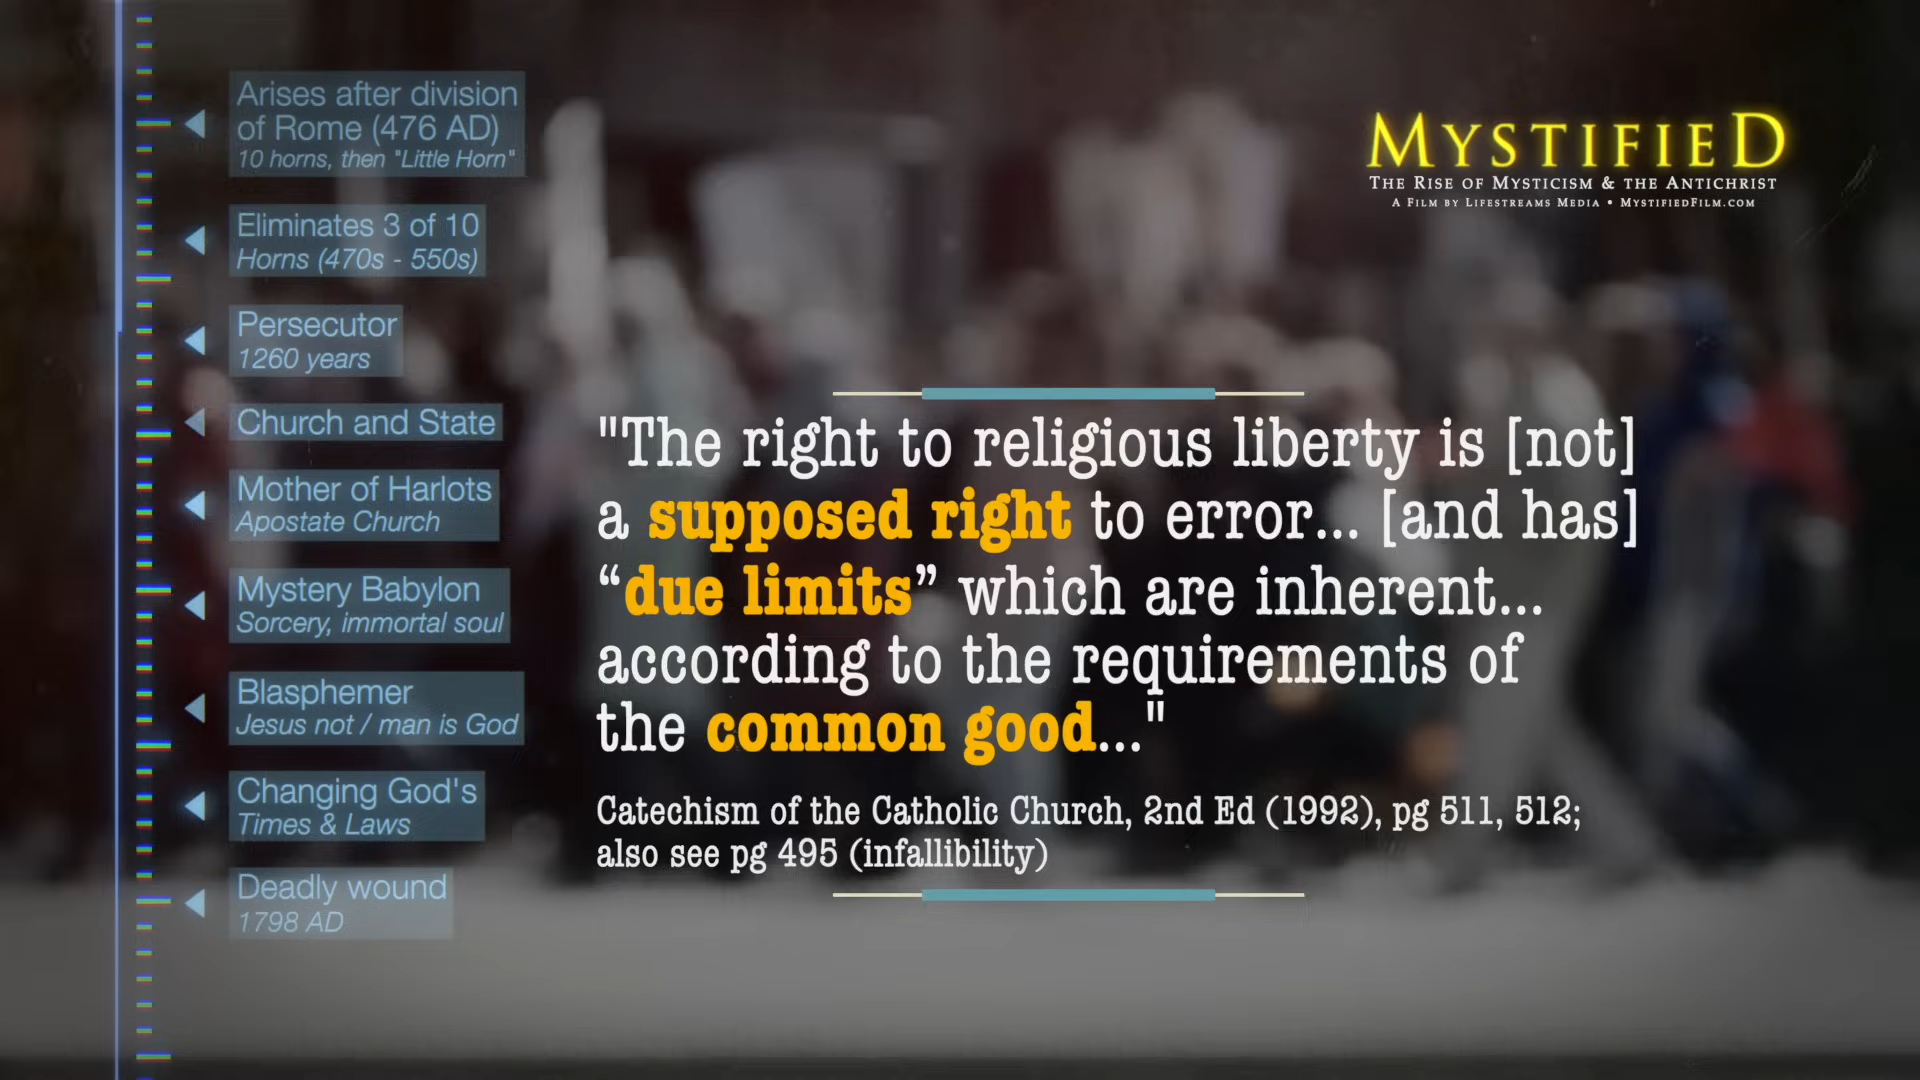 Arises after division
of Rome (476 AD)
10 horns, then "Little Horn"
Eliminates 3 of 10
Horns (470s - 550s)
Persecutor
1260 years
Church and State
Mother of Harlots
Apostate Church
Mystery Babylon
Sorcery, immortal soul
Blasphemer
Jesus not / man is God
Changing God's
Times & Laws
Deadly wound
1798 AD
MYSTIFIED
THE RISE OF MYSTICISM & THE ANTICHRIST
A FILM BY LIFESTREAMS MEDIA • MYSTIFIEDFILM.COM
"The right to religious liberty is [not]
a supposed right to error... [and has]
“due limits” which are inherent...
according to the requirements of
the common good..."
Catechism of the Catholic Church, 2nd Ed (1992), pg 511, 512;
also see pg 495 (infallibility)